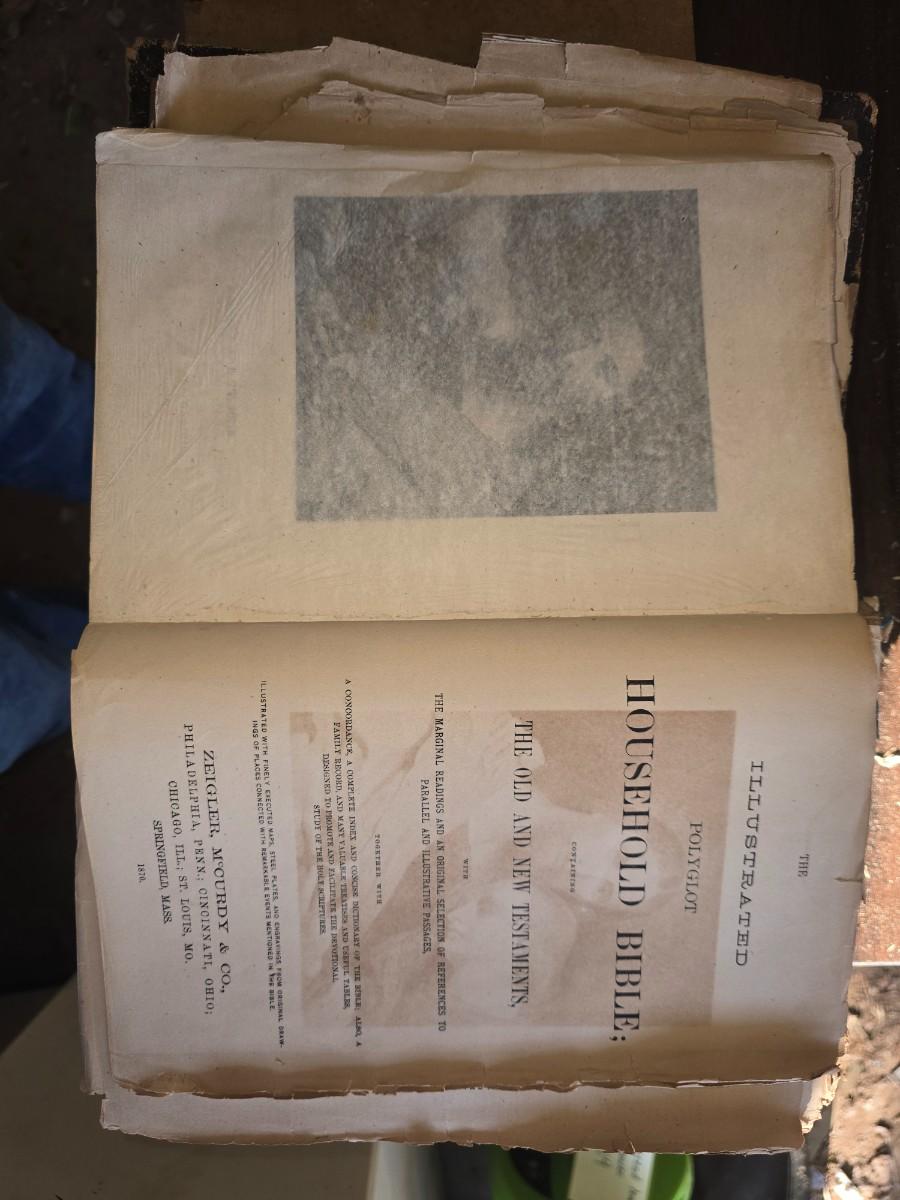 THE
ILLUSTRATED
POLYGLOT
HOUSEHOLD BIBLE;
CONTAINING
THE OLD AND NEW TESTAMENTS,
WITH
THE MARGINAL READINGS AND AN ORIGINAL SELECTION OF REFERENCES TO
PARALLEL AND ILLUSTRATIVE PASSAGES,
TOGETHER WITH
A CONCORDANCE, A COMPLETE INDEX AND CONCISE DICTIONARY OF THE BIBLE; ALSO, A
FAMILY RECORD, AND MANY VALUABLE TREATISES AND USEFUL TABLES,
DESIGNED TO PROMOTE AND FACILITATE THE DEVOTIONAL
STUDY OF THE HOLY SCRIPTURES.
ILLUSTRATED WITH FINELY EXECUTED MAPS, STEEL PLATES, AND ENGRAVINGS FROM ORIGINAL DRAW-
INGS OF PLACES CONNECTED WITH REMARKABLE EVENTS MENTIONED IN THE BIBLE.
ZEIGLER, McCURDY & CO.,
PHILADELPHIA, PENN.; CINCINNATI, OHIO;
CHICAGO, ILL.; ST. LOUIS, MO.
SPRINGFIELD, MASS.
1870.